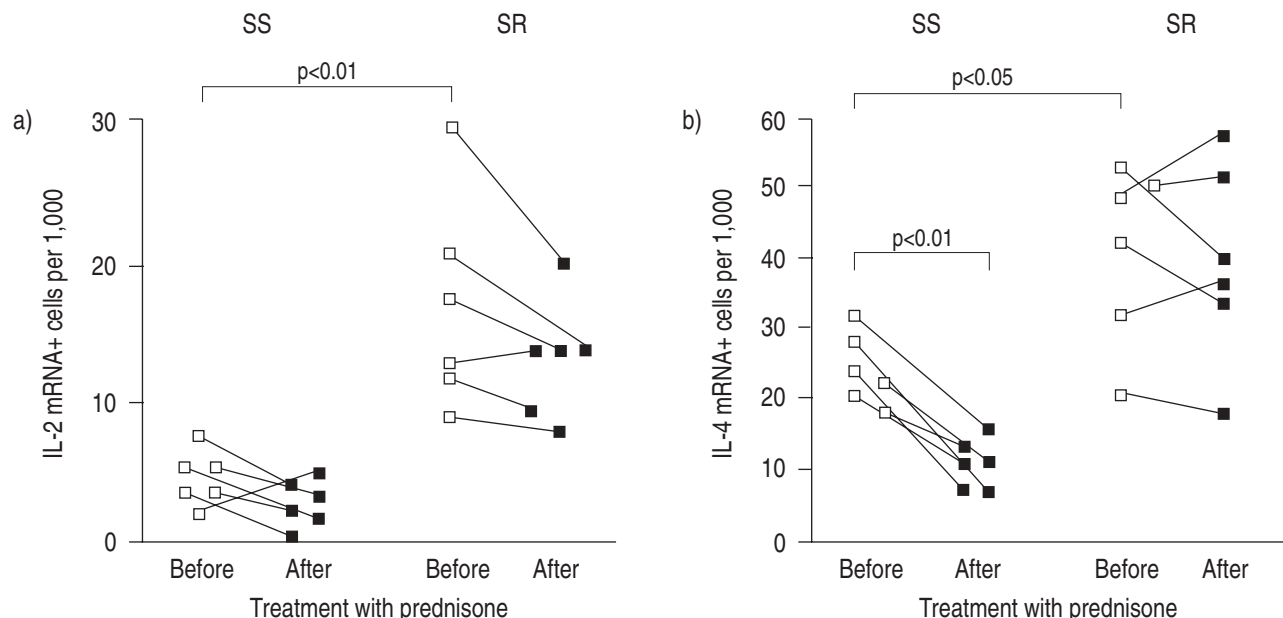 SS SR
p<0.01
a)
30
20
10
0
IL-2 mRNA+ cells per 1,000
Before After Before After
Treatment with prednisone
SS SR
p<0.05
b)
60
50
40
30
20
10
0
p<0.01
IL-4 mRNA+ cells per 1,000
Before After Before After
Treatment with prednisone